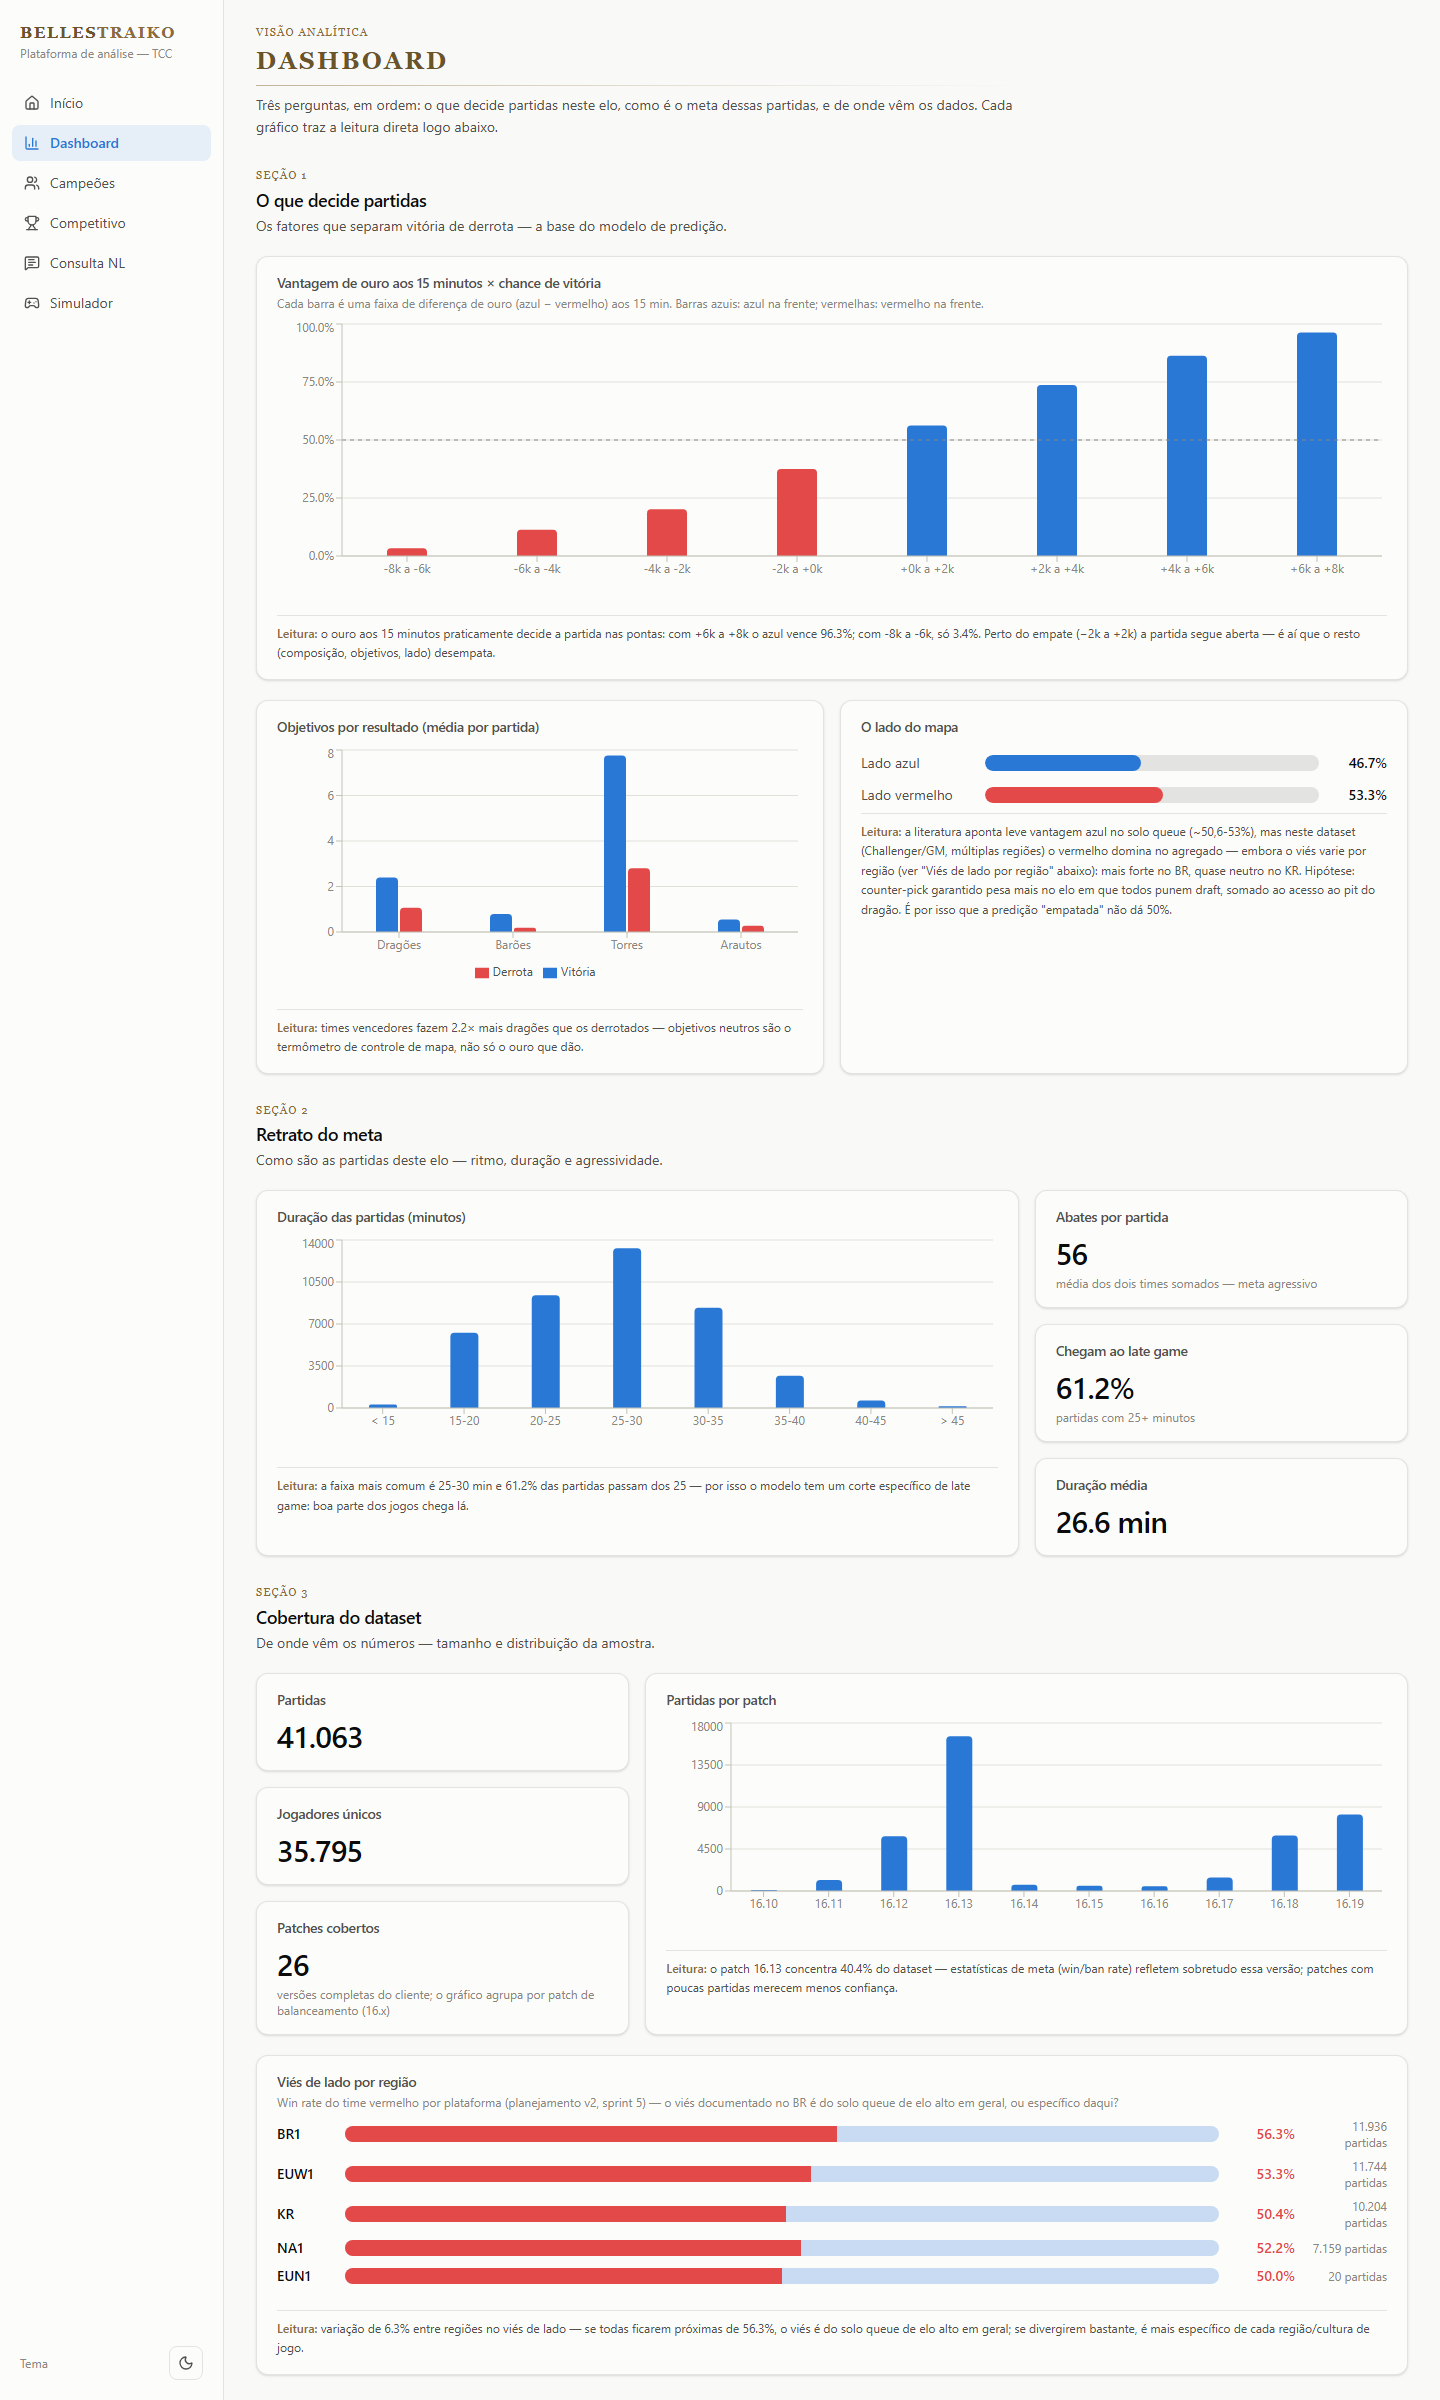 BELLESTRAIKO
Plataforma de análise — TCC
Início
Dashboard
Campeões
Competitivo
Consulta NL
Simulador
Tema
VISÃO ANALÍTICA
DASHBOARD
Três perguntas, em ordem: o que decide partidas neste elo, como é o meta dessas partidas, e de onde vêm os dados. Cada
gráfico traz a leitura direta logo abaixo.
SEÇÃO 1
O que decide partidas
Os fatores que separam vitória de derrota — a base do modelo de predição.
Vantagem de ouro aos 15 minutos × chance de vitória
Cada barra é uma faixa de diferença de ouro (azul − vermelho) aos 15 min. Barras azuis: azul na frente; vermelhas: vermelho na frente.
100.0%
75.0%
50.0%
25.0%
0.0%
-8k a -6k
-6k a -4k
-4k a -2k
-2k a +0k
+0k a +2k
+2k a +4k
+4k a +6k
+6k a +8k
Leitura: o ouro aos 15 minutos praticamente decide a partida nas pontas: com +6k a +8k o azul vence 96.3%; com -8k a -6k, só 3.4%. Perto do empate (−2k a +2k) a partida segue aberta — é aí que o resto
(composição, objetivos, lado) desempata.
Objetivos por resultado (média por partida)
8
6
4
2
0
Dragões
Barões
Torres
Arautos
Derrota
Vitória
Leitura: times vencedores fazem 2.2× mais dragões que os derrotados — objetivos neutros são o
termômetro de controle de mapa, não só o ouro que dão.
O lado do mapa
Lado azul
46.7%
Lado vermelho
53.3%
Leitura: a literatura aponta leve vantagem azul no solo queue (~50,6-53%), mas neste dataset
(Challenger/GM, múltiplas regiões) o vermelho domina no agregado — embora o viés varie por
região (ver "Viés de lado por região" abaixo): mais forte no BR, quase neutro no KR. Hipótese:
counter-pick garantido pesa mais no elo em que todos punem draft, somado ao acesso ao pit do
dragão. É por isso que a predição "empatada" não dá 50%.
SEÇÃO 2
Retrato do meta
Como são as partidas deste elo — ritmo, duração e agressividade.
Duração das partidas (minutos)
14000
10500
7000
3500
0
< 15
15-20
20-25
25-30
30-35
35-40
40-45
> 45
Leitura: a faixa mais comum é 25-30 min e 61.2% das partidas passam dos 25 — por isso o modelo tem um corte específico de late
game: boa parte dos jogos chega lá.
Abates por partida
56
média dos dois times somados — meta agressivo
Chegam ao late game
61.2%
partidas com 25+ minutos
Duração média
26.6 min
SEÇÃO 3
Cobertura do dataset
De onde vêm os números — tamanho e distribuição da amostra.
Partidas
41.063
Jogadores únicos
35.795
Patches cobertos
26
versões completas do cliente; o gráfico agrupa por patch de
balanceamento (16.x)
Partidas por patch
18000
13500
9000
4500
0
16.10
16.11
16.12
16.13
16.14
16.15
16.16
16.17
16.18
16.19
Leitura: o patch 16.13 concentra 40.4% do dataset — estatísticas de meta (win/ban rate) refletem sobretudo essa versão; patches com
poucas partidas merecem menos confiança.
Viés de lado por região
Win rate do time vermelho por plataforma (planejamento v2, sprint 5) — o viés documentado no BR é do solo queue de elo alto em geral, ou específico daqui?
BR1
56.3%
11.936
partidas
EUW1
53.3%
11.744
partidas
KR
50.4%
10.204
partidas
NA1
52.2%
7.159 partidas
EUN1
50.0%
20 partidas
Leitura: variação de 6.3% entre regiões no viés de lado — se todas ficarem próximas de 56.3%, o viés é do solo queue de elo alto em geral; se divergirem bastante, é mais específico de cada região/cultura de
jogo.